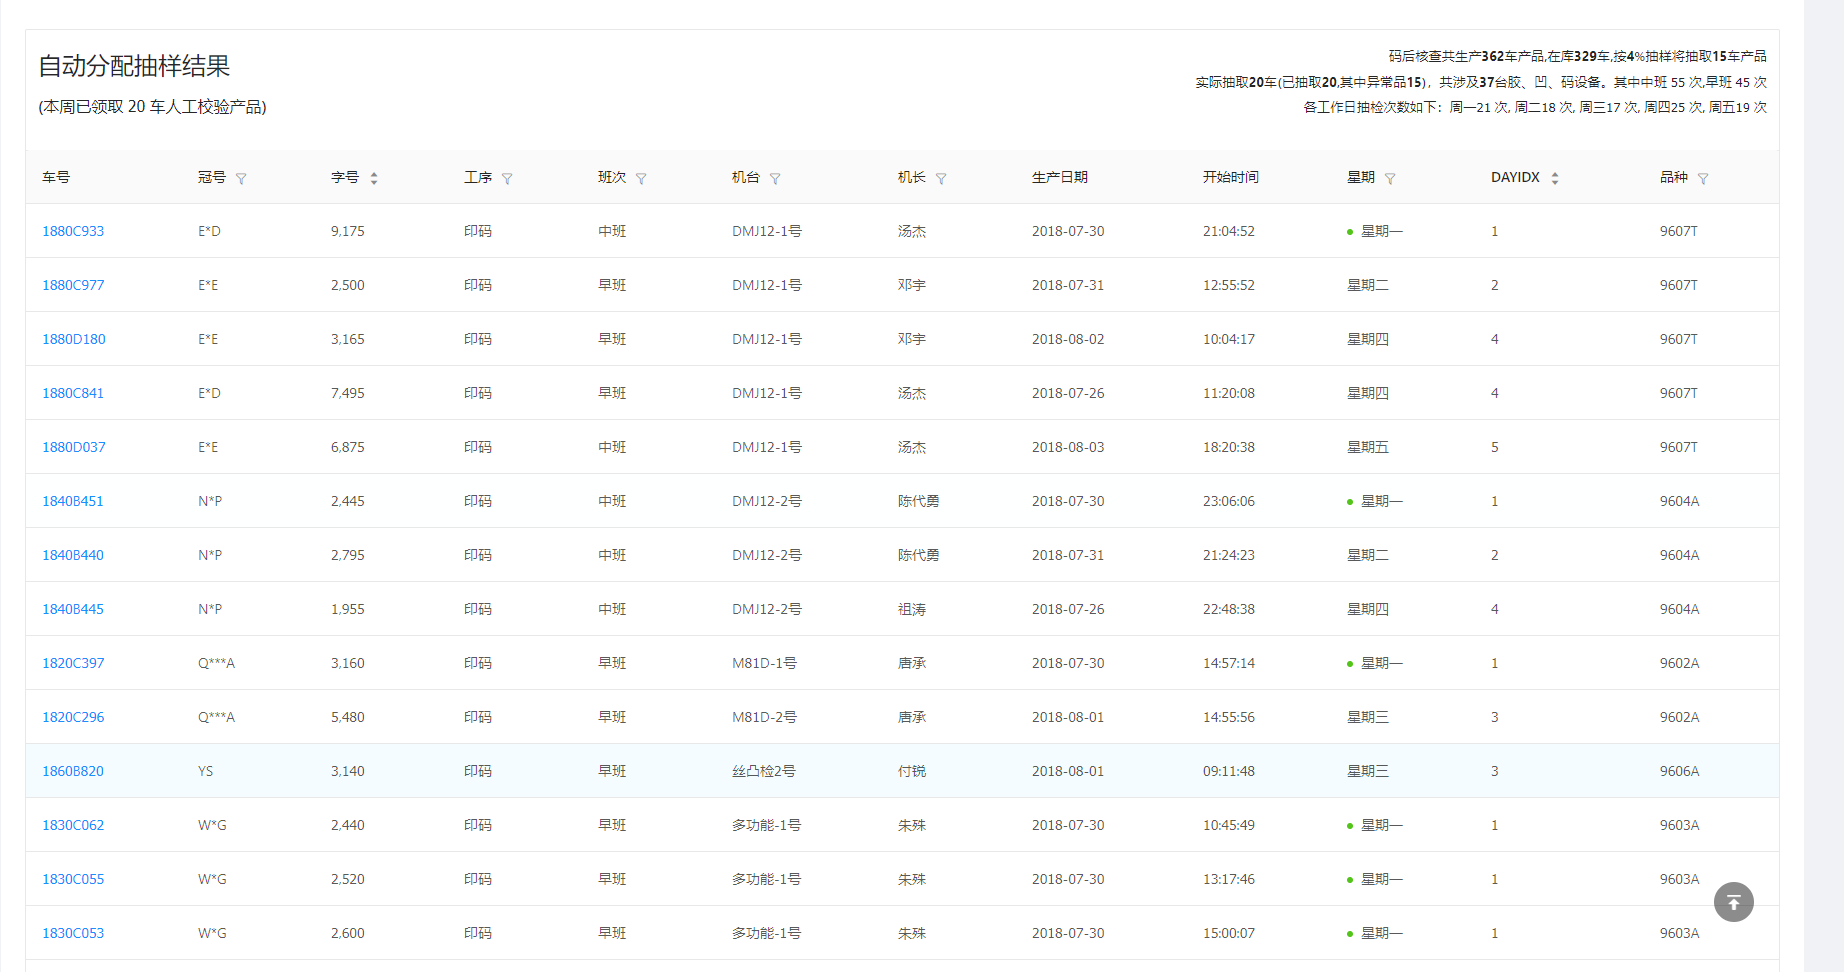 自动分配抽样结果
(本周已领取 20 车人工校验产品)
码后核查共生产362车产品,在库329车,按4%抽样将抽取15车产品
实际抽取20车(已抽取20,其中异常品15)，共涉及37台胶、凹、码设备。其中中班 55 次,早班 45 次
各工作日抽检次数如下：周一21 次, 周二18 次, 周三17 次, 周四25 次, 周五19 次
车号 冠号 字号 工序 班次 机台 机长 生产日期 开始时间 星期 DAYIDX 品种
1880C933 E*D 9,175 印码 中班 DMJ12-1号 汤杰 2018-07-30 21:04:52 星期一 1 9607T
1880C977 E*E 2,500 印码 早班 DMJ12-1号 邓宇 2018-07-31 12:55:52 星期二 2 9607T
1880D180 E*E 3,165 印码 早班 DMJ12-1号 邓宇 2018-08-02 10:04:17 星期四 4 9607T
1880C841 E*D 7,495 印码 早班 DMJ12-1号 汤杰 2018-07-26 11:20:08 星期四 4 9607T
1880D037 E*E 6,875 印码 中班 DMJ12-1号 汤杰 2018-08-03 18:20:38 星期五 5 9607T
1840B451 N*P 2,445 印码 中班 DMJ12-2号 陈代勇 2018-07-30 23:06:06 星期一 1 9604A
1840B440 N*P 2,795 印码 中班 DMJ12-2号 陈代勇 2018-07-31 21:24:23 星期二 2 9604A
1840B445 N*P 1,955 印码 中班 DMJ12-2号 祖涛 2018-07-26 22:48:38 星期四 4 9604A
1820C397 Q***A 3,160 印码 早班 M81D-1号 唐承 2018-07-30 14:57:14 星期一 1 9602A
1820C296 Q***A 5,480 印码 早班 M81D-2号 唐承 2018-08-01 14:55:56 星期三 3 9602A
1860B820 YS 3,140 印码 早班 丝凸检2号 付锐 2018-08-01 09:11:48 星期三 3 9606A
1830C062 W*G 2,440 印码 早班 多功能-1号 朱殊 2018-07-30 10:45:49 星期一 1 9603A
1830C055 W*G 2,520 印码 早班 多功能-1号 朱殊 2018-07-30 13:17:46 星期一 1 9603A
1830C053 W*G 2,600 印码 早班 多功能-1号 朱殊 2018-07-30 15:00:07 星期一 1 9603A